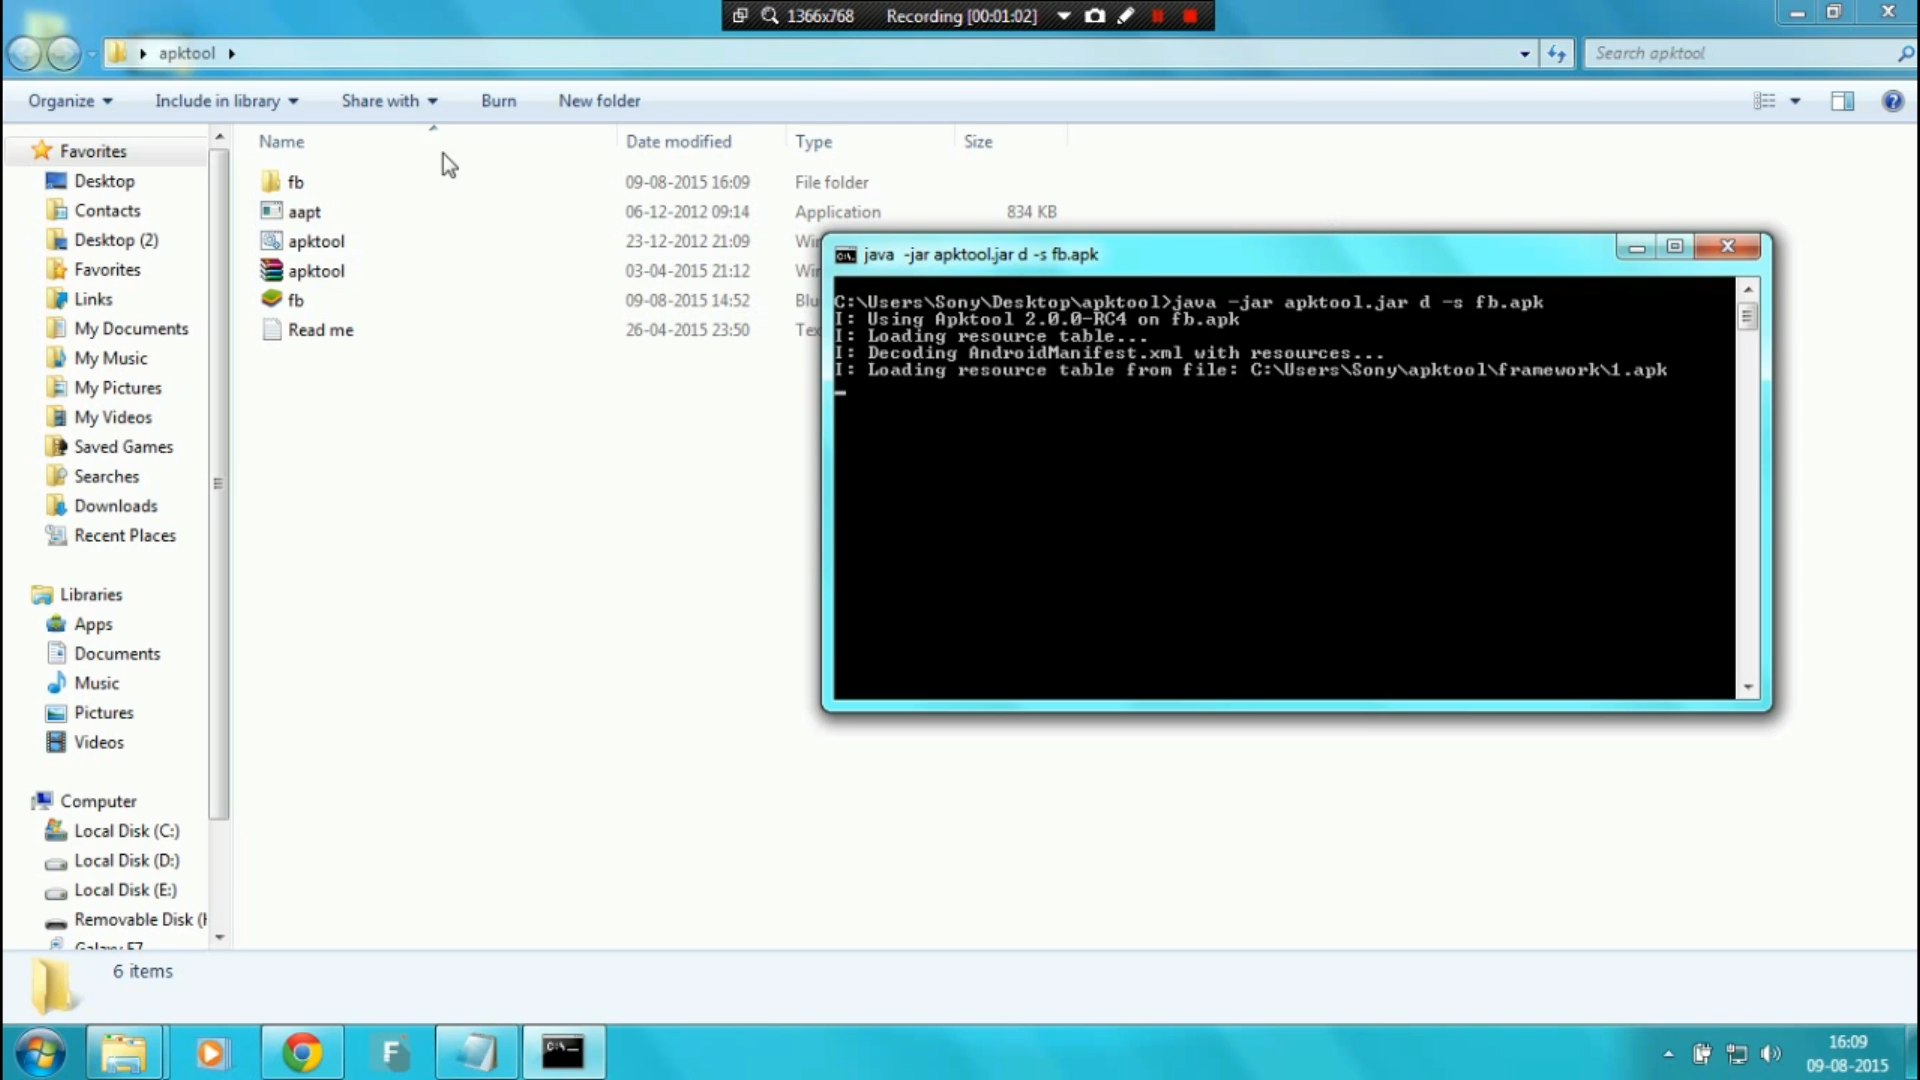 1366x768 Recording [00:01:02]
apktool
Search apktool
Organize Include in library Share with Burn New folder
Name Date modified Type Size
fb 09-08-2015 16:09 File folder
aapt 06-12-2012 09:14 Application 834 KB
apktool 23-12-2012 21:09 Win
apktool 03-04-2015 21:12 Win
fb 09-08-2015 14:52 Blu
Read me 26-04-2015 23:50 Tex
Favorites
Desktop
Contacts
Desktop (2)
Favorites
Links
My Documents
My Music
My Pictures
My Videos
Saved Games
Searches
Downloads
Recent Places
Libraries
Apps
Documents
Music
Pictures
Videos
Computer
Local Disk (C:)
Local Disk (D:)
Local Disk (E:)
Removable Disk (H
java -jar apktool.jar d -s fb.apk
C:\Users\Sony\Desktop\apktool>java -jar apktool.jar d -s fb.apk
I: Using Apktool 2.0.0-RC4 on fb.apk
I: Loading resource table...
I: Decoding AndroidManifest.xml with resources...
I: Loading resource table from file: C:\Users\Sony\apktool\framework\1.apk
6 items
16:09
09-08-2015